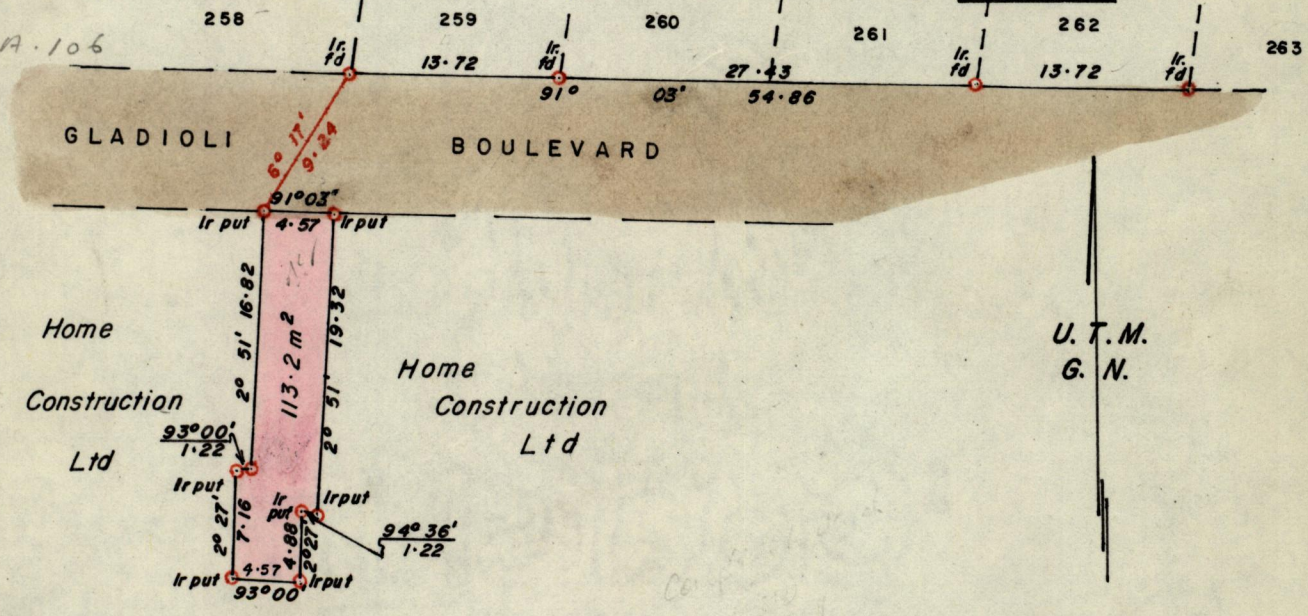 258
259
260
261
262
263
A.106
Ir.
fd
13·72
Ir.
fd
27·43
Ir.
fd
13·72
Ir.
fd
91° 03' 54·86
GLADIOLI BOULEVARD
6° 17'
9·24
91°03"
Ir put
4·57
Ir put
2° 51' 16·82
113·2 m²
2° 51' 19·32
Home
Construction
Ltd
Home
Construction
Ltd
U.T.M.
G. N.
93°00'
1·22
Ir put
Ir
put
Ir put
2° 27'
7·16
4·88
2°27'
94° 36'
1·22
Ir put
4·57
Ir put
93°00'